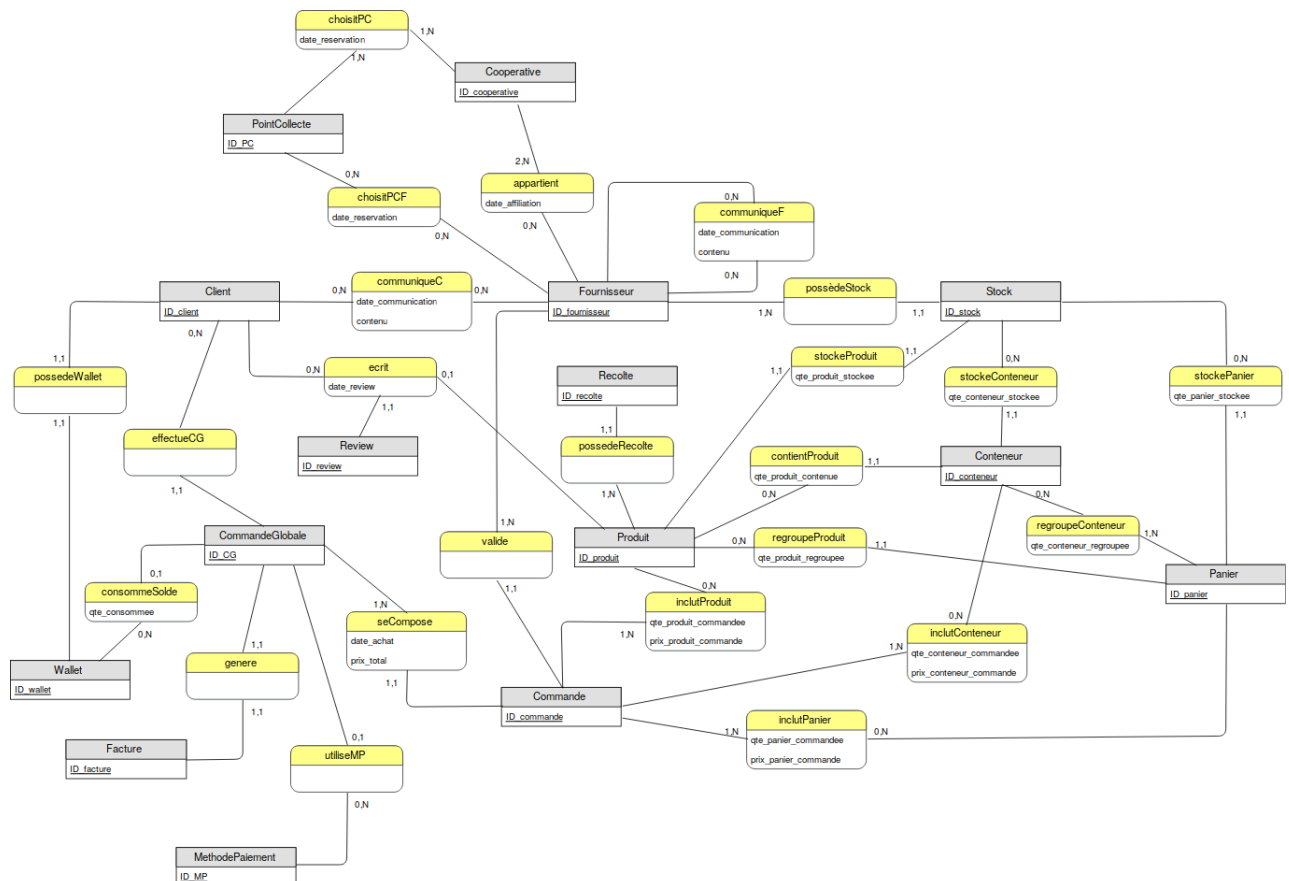 choisitPC
date_reservation
1,N
1,N
Cooperative
ID_cooperative
PointCollecte
ID_PC
2,N
0,N
appartient
date_affiliation
0,N
choisitPCF
date_reservation
0,N
0,N
communiqueF
date_communication
contenu
0,N
Client
ID_client
0,N
communiqueC
date_communication
contenu
0,N
Fournisseur
ID_fournisseur
1,N
possèdeStock
1,1
Stock
ID_stock
0,N
1,1
possedeWallet
1,1
0,N
ecrit
date_review
0,1
1,1
Recolte
ID_recolte
stockeProduit
qte_produit_stockee
1,1
1,1
0,N
stockeConteneur
qte_conteneur_stockee
1,1
0,N
stockePanier
qte_panier_stockee
1,1
effectueCG
1,1
Review
ID_review
1,1
possedeRecolte
1,N
contientProduit
qte_produit_contenue
1,1
0,N
Conteneur
ID_conteneur
0,N
CommandeGlobale
ID_CG
1,N
valide
1,1
Produit
ID_produit
0,N
regroupeProduit
qte_produit_regroupee
1,1
regroupeConteneur
qte_conteneur_regroupee
1,N
Panier
ID_panier
0,1
consommeSolde
qte_consommee
0,N
1,N
seCompose
date_achat
prix_total
1,1
0,N
inclutProduit
qte_produit_commandee
prix_produit_commande
1,N
0,N
inclutConteneur
qte_conteneur_commandee
prix_conteneur_commande
1,N
Wallet
ID_wallet
1,1
genere
1,1
Commande
ID_commande
1,N
inclutPanier
qte_panier_commandee
prix_panier_commande
0,N
Facture
ID_facture
0,1
utiliseMP
0,N
MethodePaiement
ID_MP